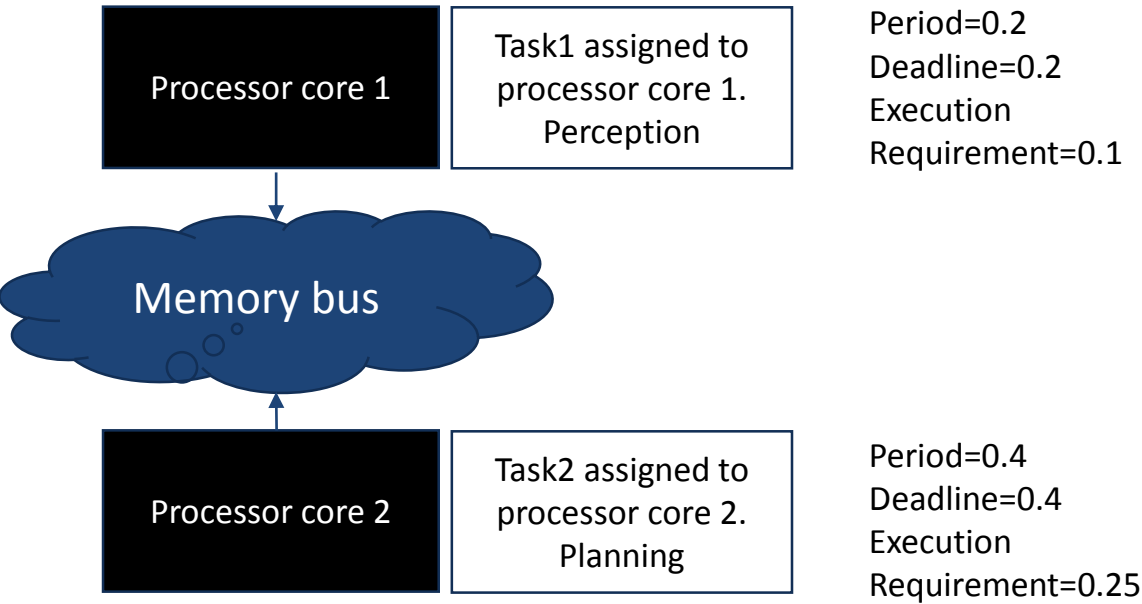 Processor core 1
Task1 assigned to
processor core 1.
Perception
Period=0.2
Deadline=0.2
Execution
Requirement=0.1
Memory bus
Processor core 2
Task2 assigned to
processor core 2.
Planning
Period=0.4
Deadline=0.4
Execution
Requirement=0.25